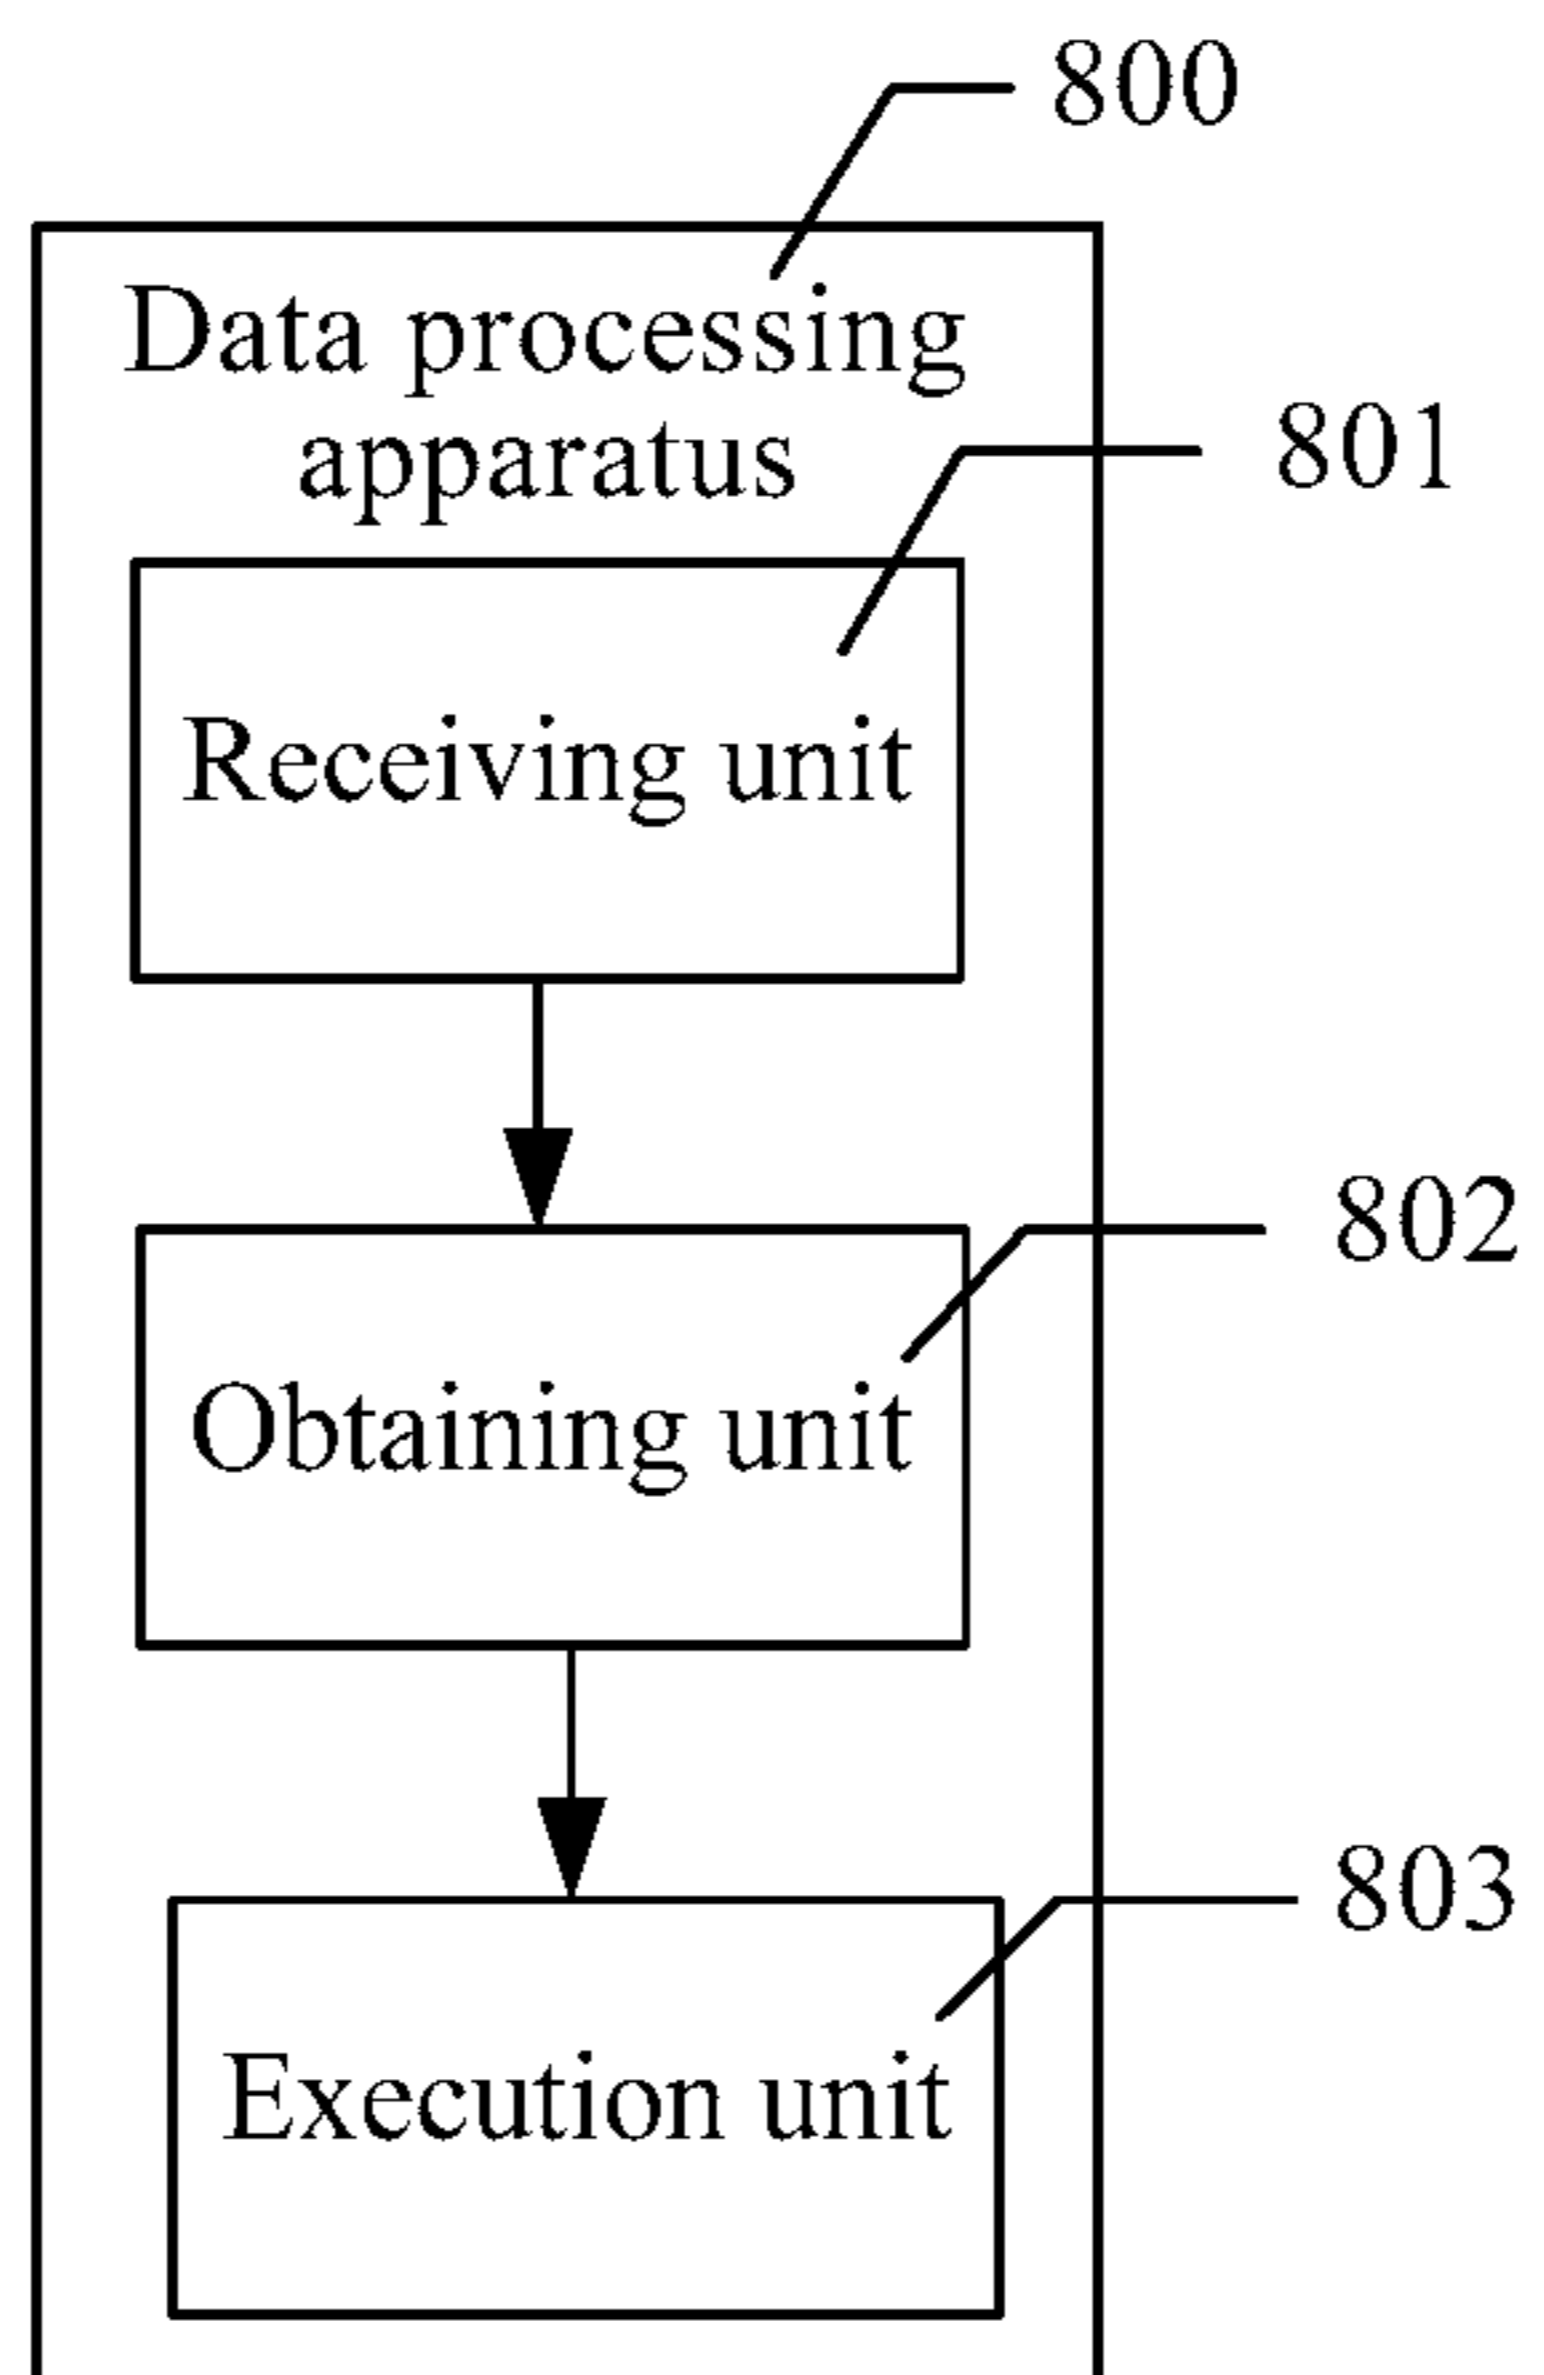 800
Data processing
apparatus
801
Receiving unit
802
Obtaining unit
803
Execution unit